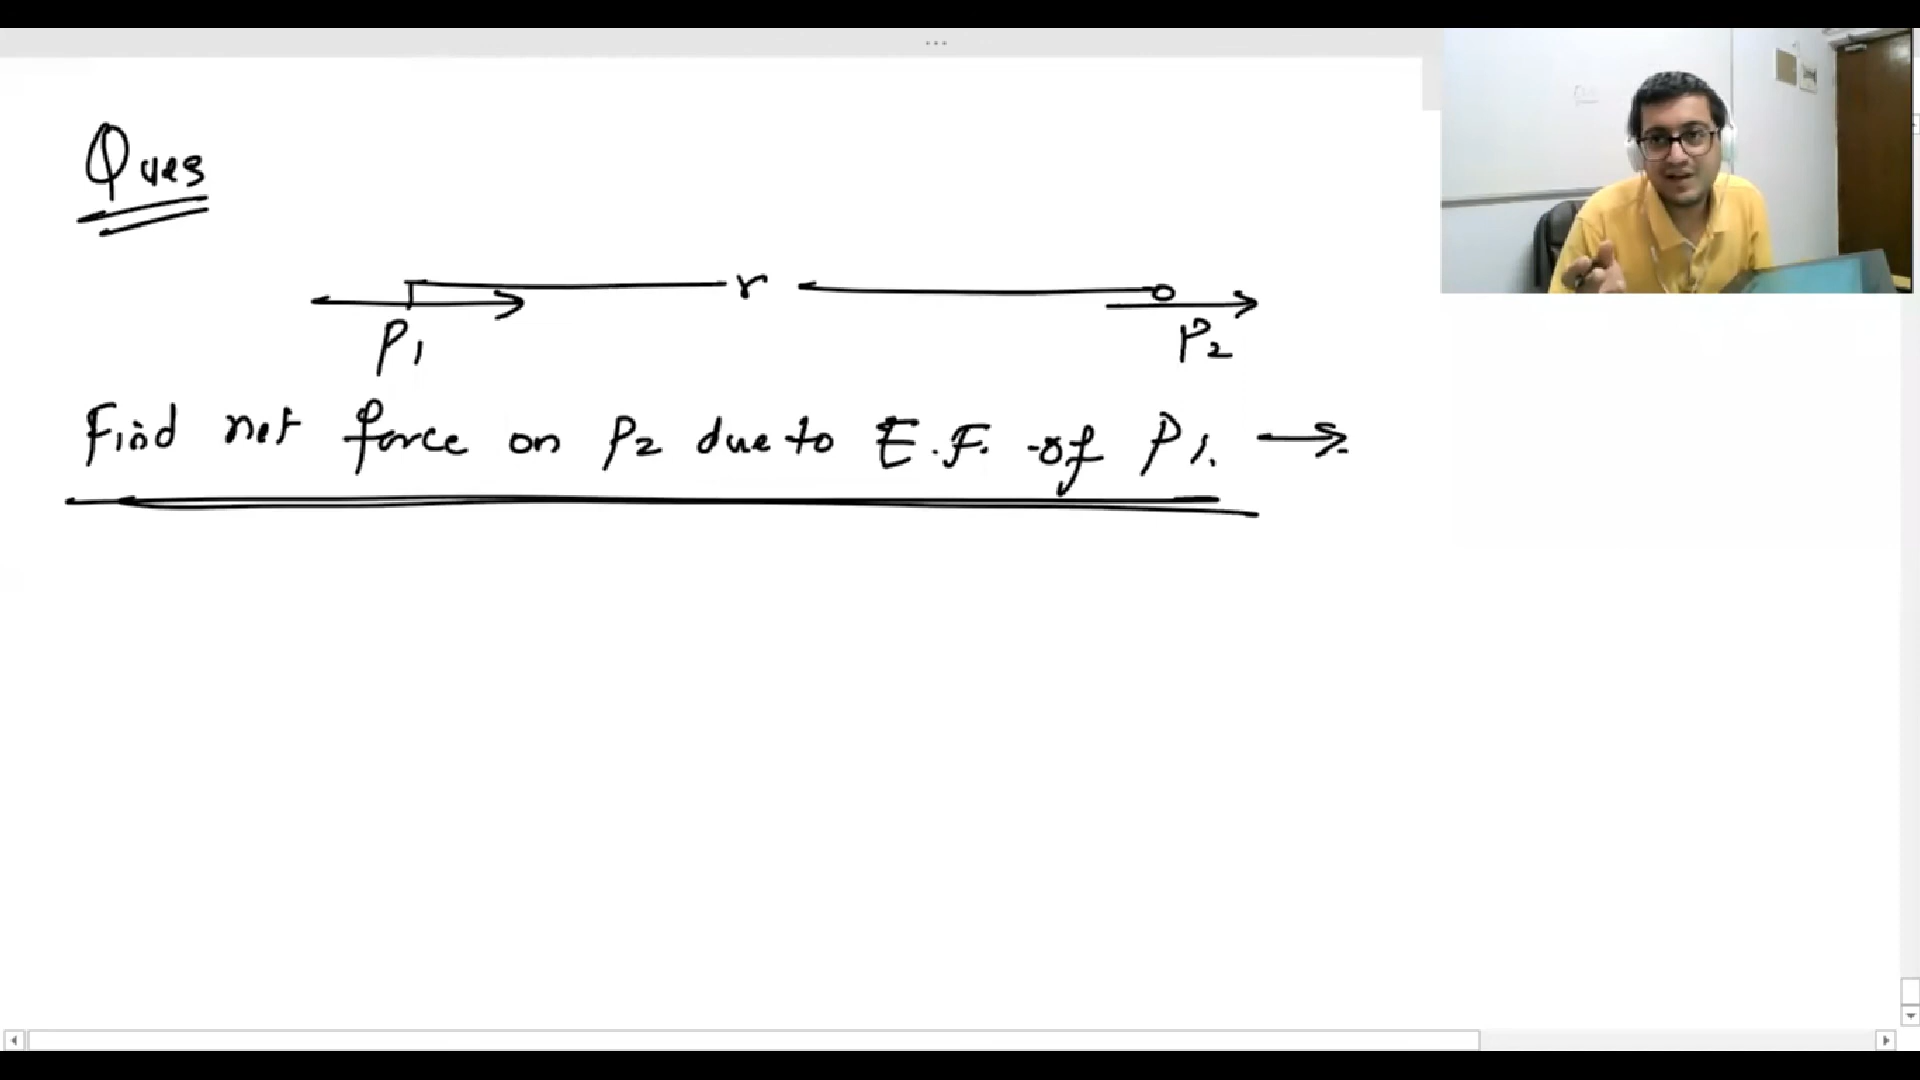 Ques
r
P1 P2
Find net force on P2 due to E.F. of P1. →